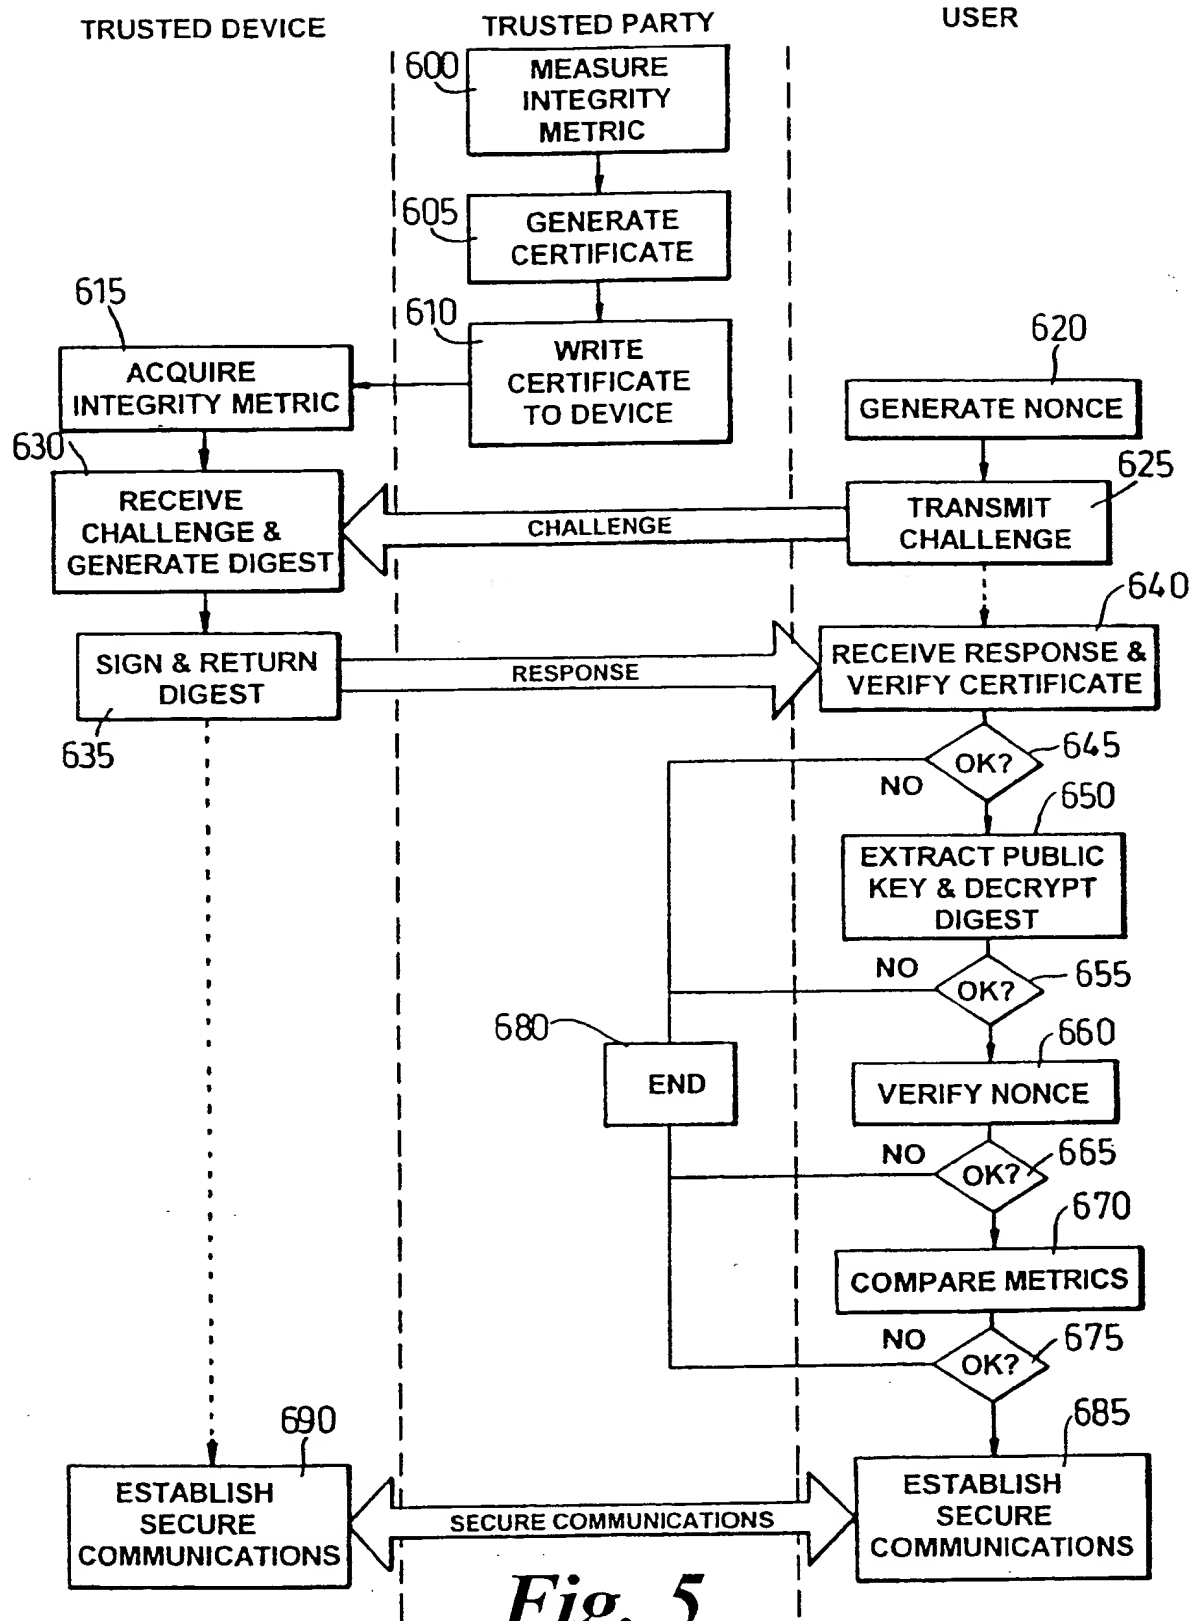 TRUSTED DEVICE
TRUSTED PARTY
USER
600
MEASURE
INTEGRITY
METRIC
605
GENERATE
CERTIFICATE
610
WRITE
CERTIFICATE
TO DEVICE
615
ACQUIRE
INTEGRITY METRIC
620
GENERATE NONCE
630
RECEIVE
CHALLENGE &
GENERATE DIGEST
CHALLENGE
625
TRANSMIT
CHALLENGE
SIGN & RETURN
DIGEST
635
RESPONSE
640
RECEIVE RESPONSE &
VERIFY CERTIFICATE
OK?
645
NO
650
EXTRACT PUBLIC
KEY & DECRYPT
DIGEST
NO
OK?
655
680
END
660
VERIFY NONCE
NO
OK?
665
670
COMPARE METRICS
NO
OK?
675
690
ESTABLISH
SECURE
COMMUNICATIONS
SECURE COMMUNICATIONS
685
ESTABLISH
SECURE
COMMUNICATIONS
Fig. 5